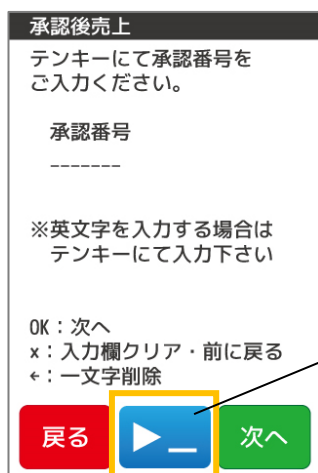 承認後売上
テンキーにて承認番号を
ご入力ください。
承認番号
-------
※英文字を入力する場合は
テンキーにて入力下さい
OK：次へ
×：入力欄クリア・前に戻る
←：一文字削除
戻る
次へ